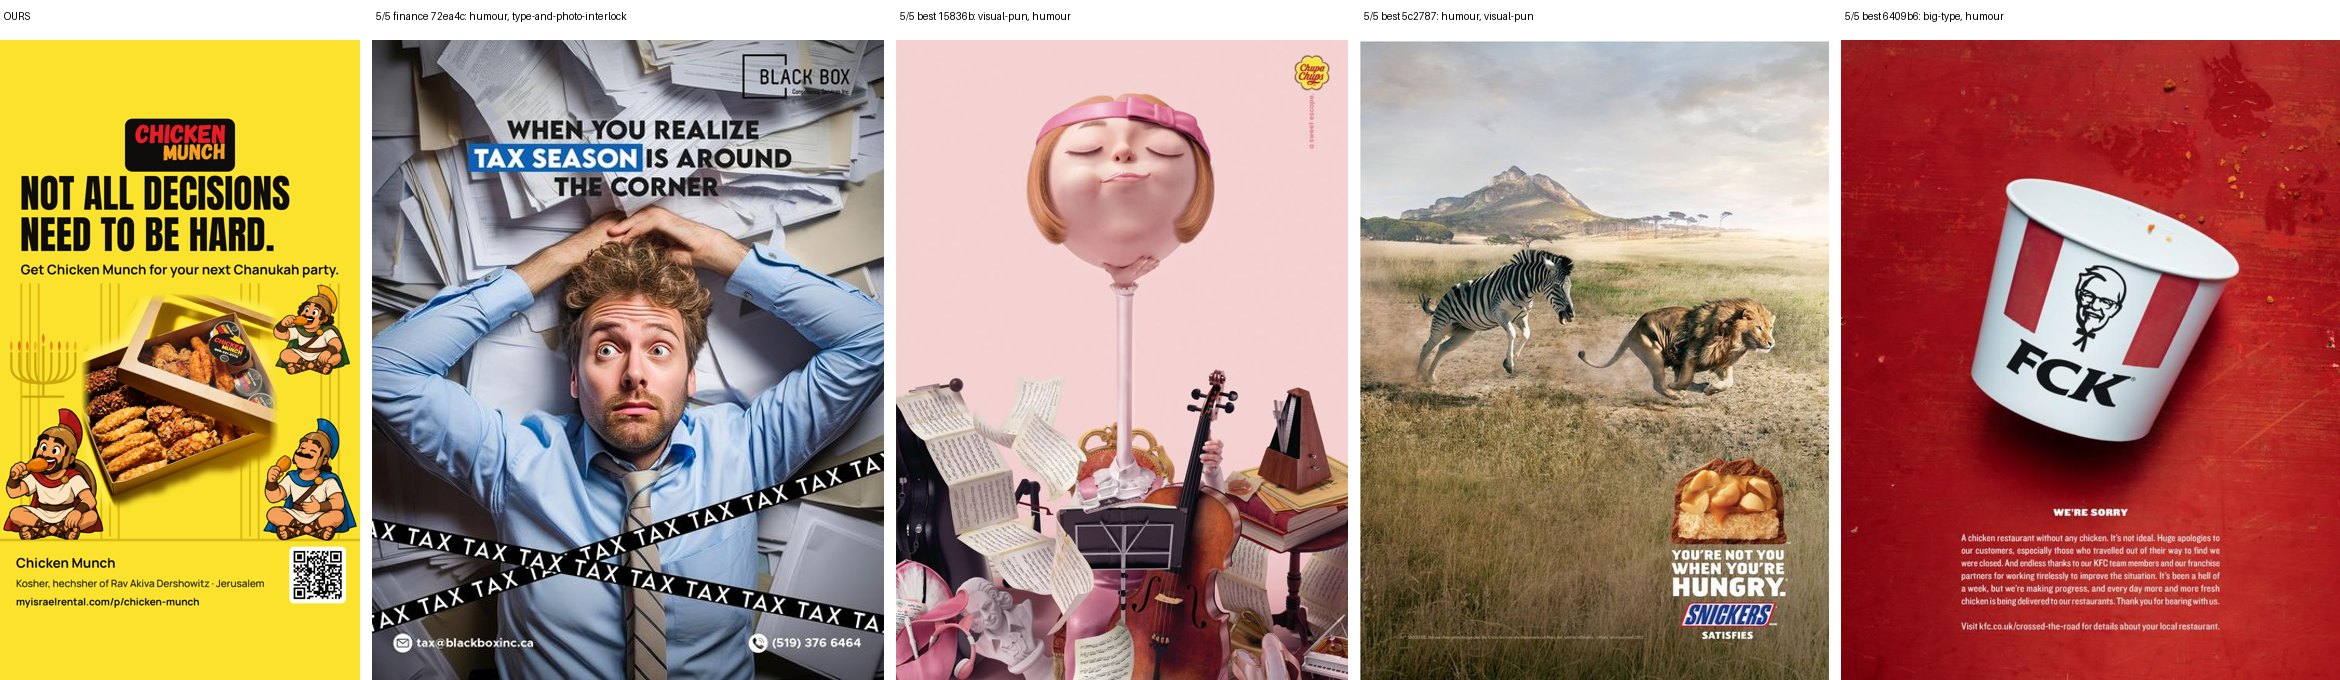 OURS
CHICKEN
MUNCH
NOT ALL DECISIONS
NEED TO BE HARD.
Get Chicken Munch for your next Chanukah party.
CHICKEN
MUNCH
Chicken Munch
Kosher, hechsher of Rav Akiva Dershowitz · Jerusalem
myisraelrental.com/p/chicken-munch
5/5 finance 72ea4c: humour, type-and-photo-interlock
BLACK BOX
WHEN YOU REALIZE
TAX SEASON IS AROUND
THE CORNER
TAX TAX TAX TAX TAX TAX TAX TAX TAX
TAX TAX TAX TAX TAX TAX TAX TAX TAX
tax@blackboxinc.ca
(519) 376 6464
5/5 best 15836b: visual-pun, humour
Chupa
Chups
a sweet escape.
5/5 best 5c2787: humour, visual-pun
YOU'RE NOT YOU
WHEN YOU'RE
HUNGRY.
SNICKERS
SATISFIES
5/5 best 6409b6: big-type, humour
FCK
WE'RE SORRY
A chicken restaurant without any chicken. It's not ideal. Huge apologies to
our customers, especially those who travelled out of their way to find we
were closed. And endless thanks to our KFC team members and our franchise
partners for working tirelessly to improve the situation. It's been a hell of
a week, but we're making progress, and every day more and more fresh
chicken is being delivered to our restaurants. Thank you for bearing with us.
Visit kfc.co.uk/crossed-the-road for details about your local restaurant.